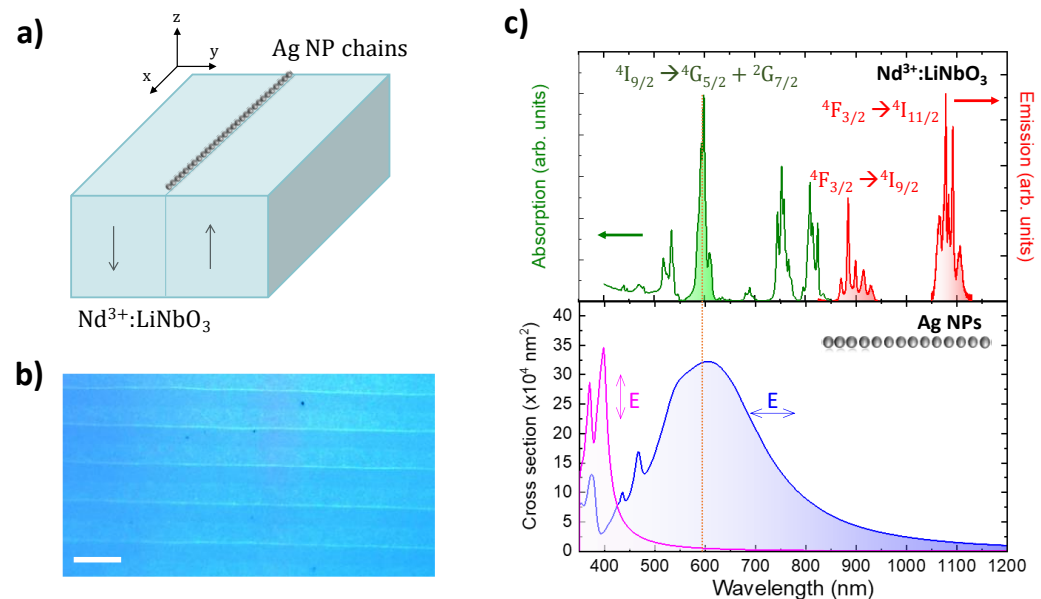 a)
z
y
x
Ag NP chains
Nd³⁺:LiNbO₃
b)
c)
⁴I₉/₂ → ⁴G₅/₂ + ²G₇/₂
Nd³⁺:LiNbO₃
⁴F₃/₂ → ⁴I₁₁/₂
⁴F₃/₂ → ⁴I₉/₂
Absorption (arb. units)
Emission (arb. units)
Ag NPs
E
E
Cross section (x10⁴ nm²)
40
35
30
25
20
15
10
5
0
400 500 600 700 800 900 1000 1100 1200
Wavelength (nm)